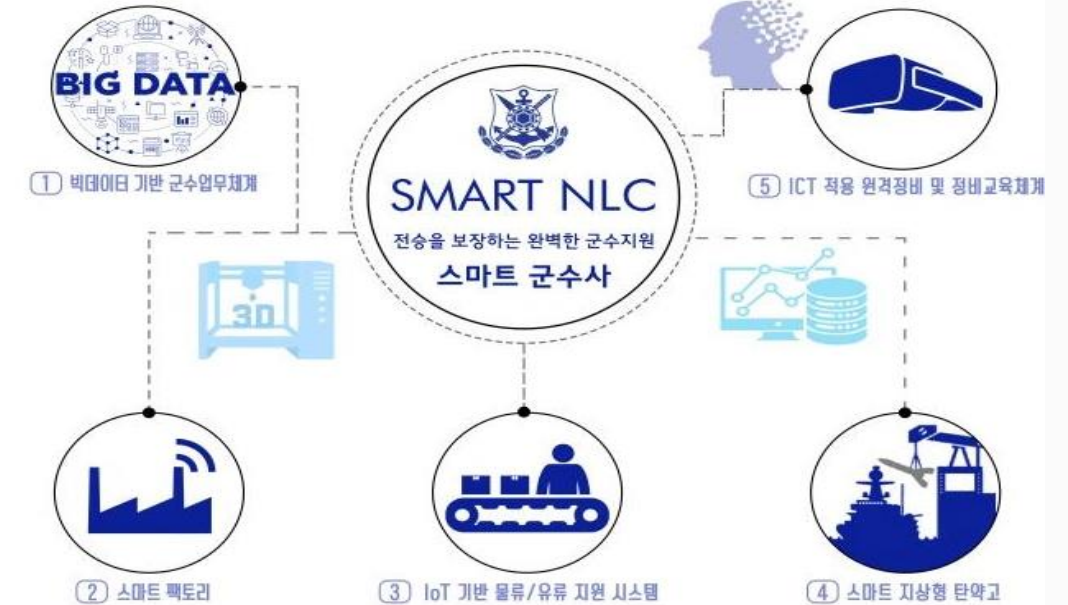 BIG DATA
1 빅데이터 기반 군수업무체계
SMART NLC
전승을 보장하는 완벽한 군수지원
스마트 군수사
5 ICT 적용 원격정비 및 정비교육체계
3D
2 스마트 팩토리
3 IoT 기반 물류/유류 지원 시스템
4 스마트 지상형 탄약고